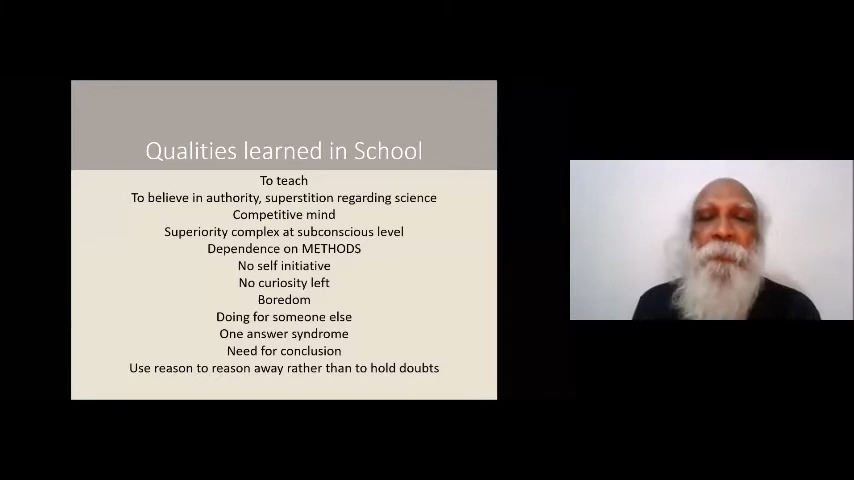 Qualities learned in School
To teach
To believe in authority, superstition regarding science
Competitive mind
Superiority complex at subconscious level
Dependence on METHODS
No self initiative
No curiosity left
Boredom
Doing for someone else
One answer syndrome
Need for conclusion
Use reason to reason away rather than to hold doubts